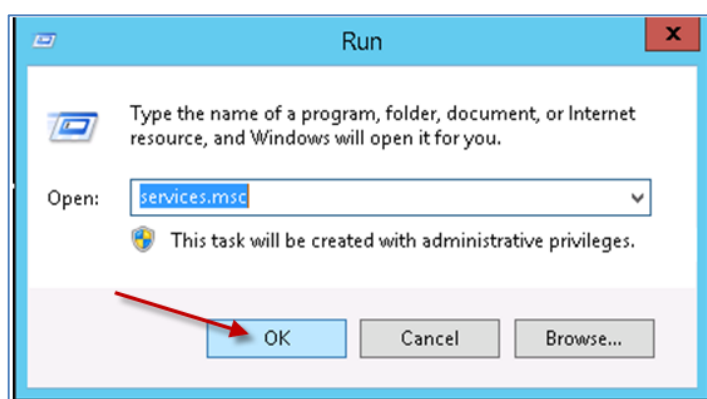 Run
x
Type the name of a program, folder, document, or Internet
resource, and Windows will open it for you.
Open: services.msc
This task will be created with administrative privileges.
OK Cancel Browse...